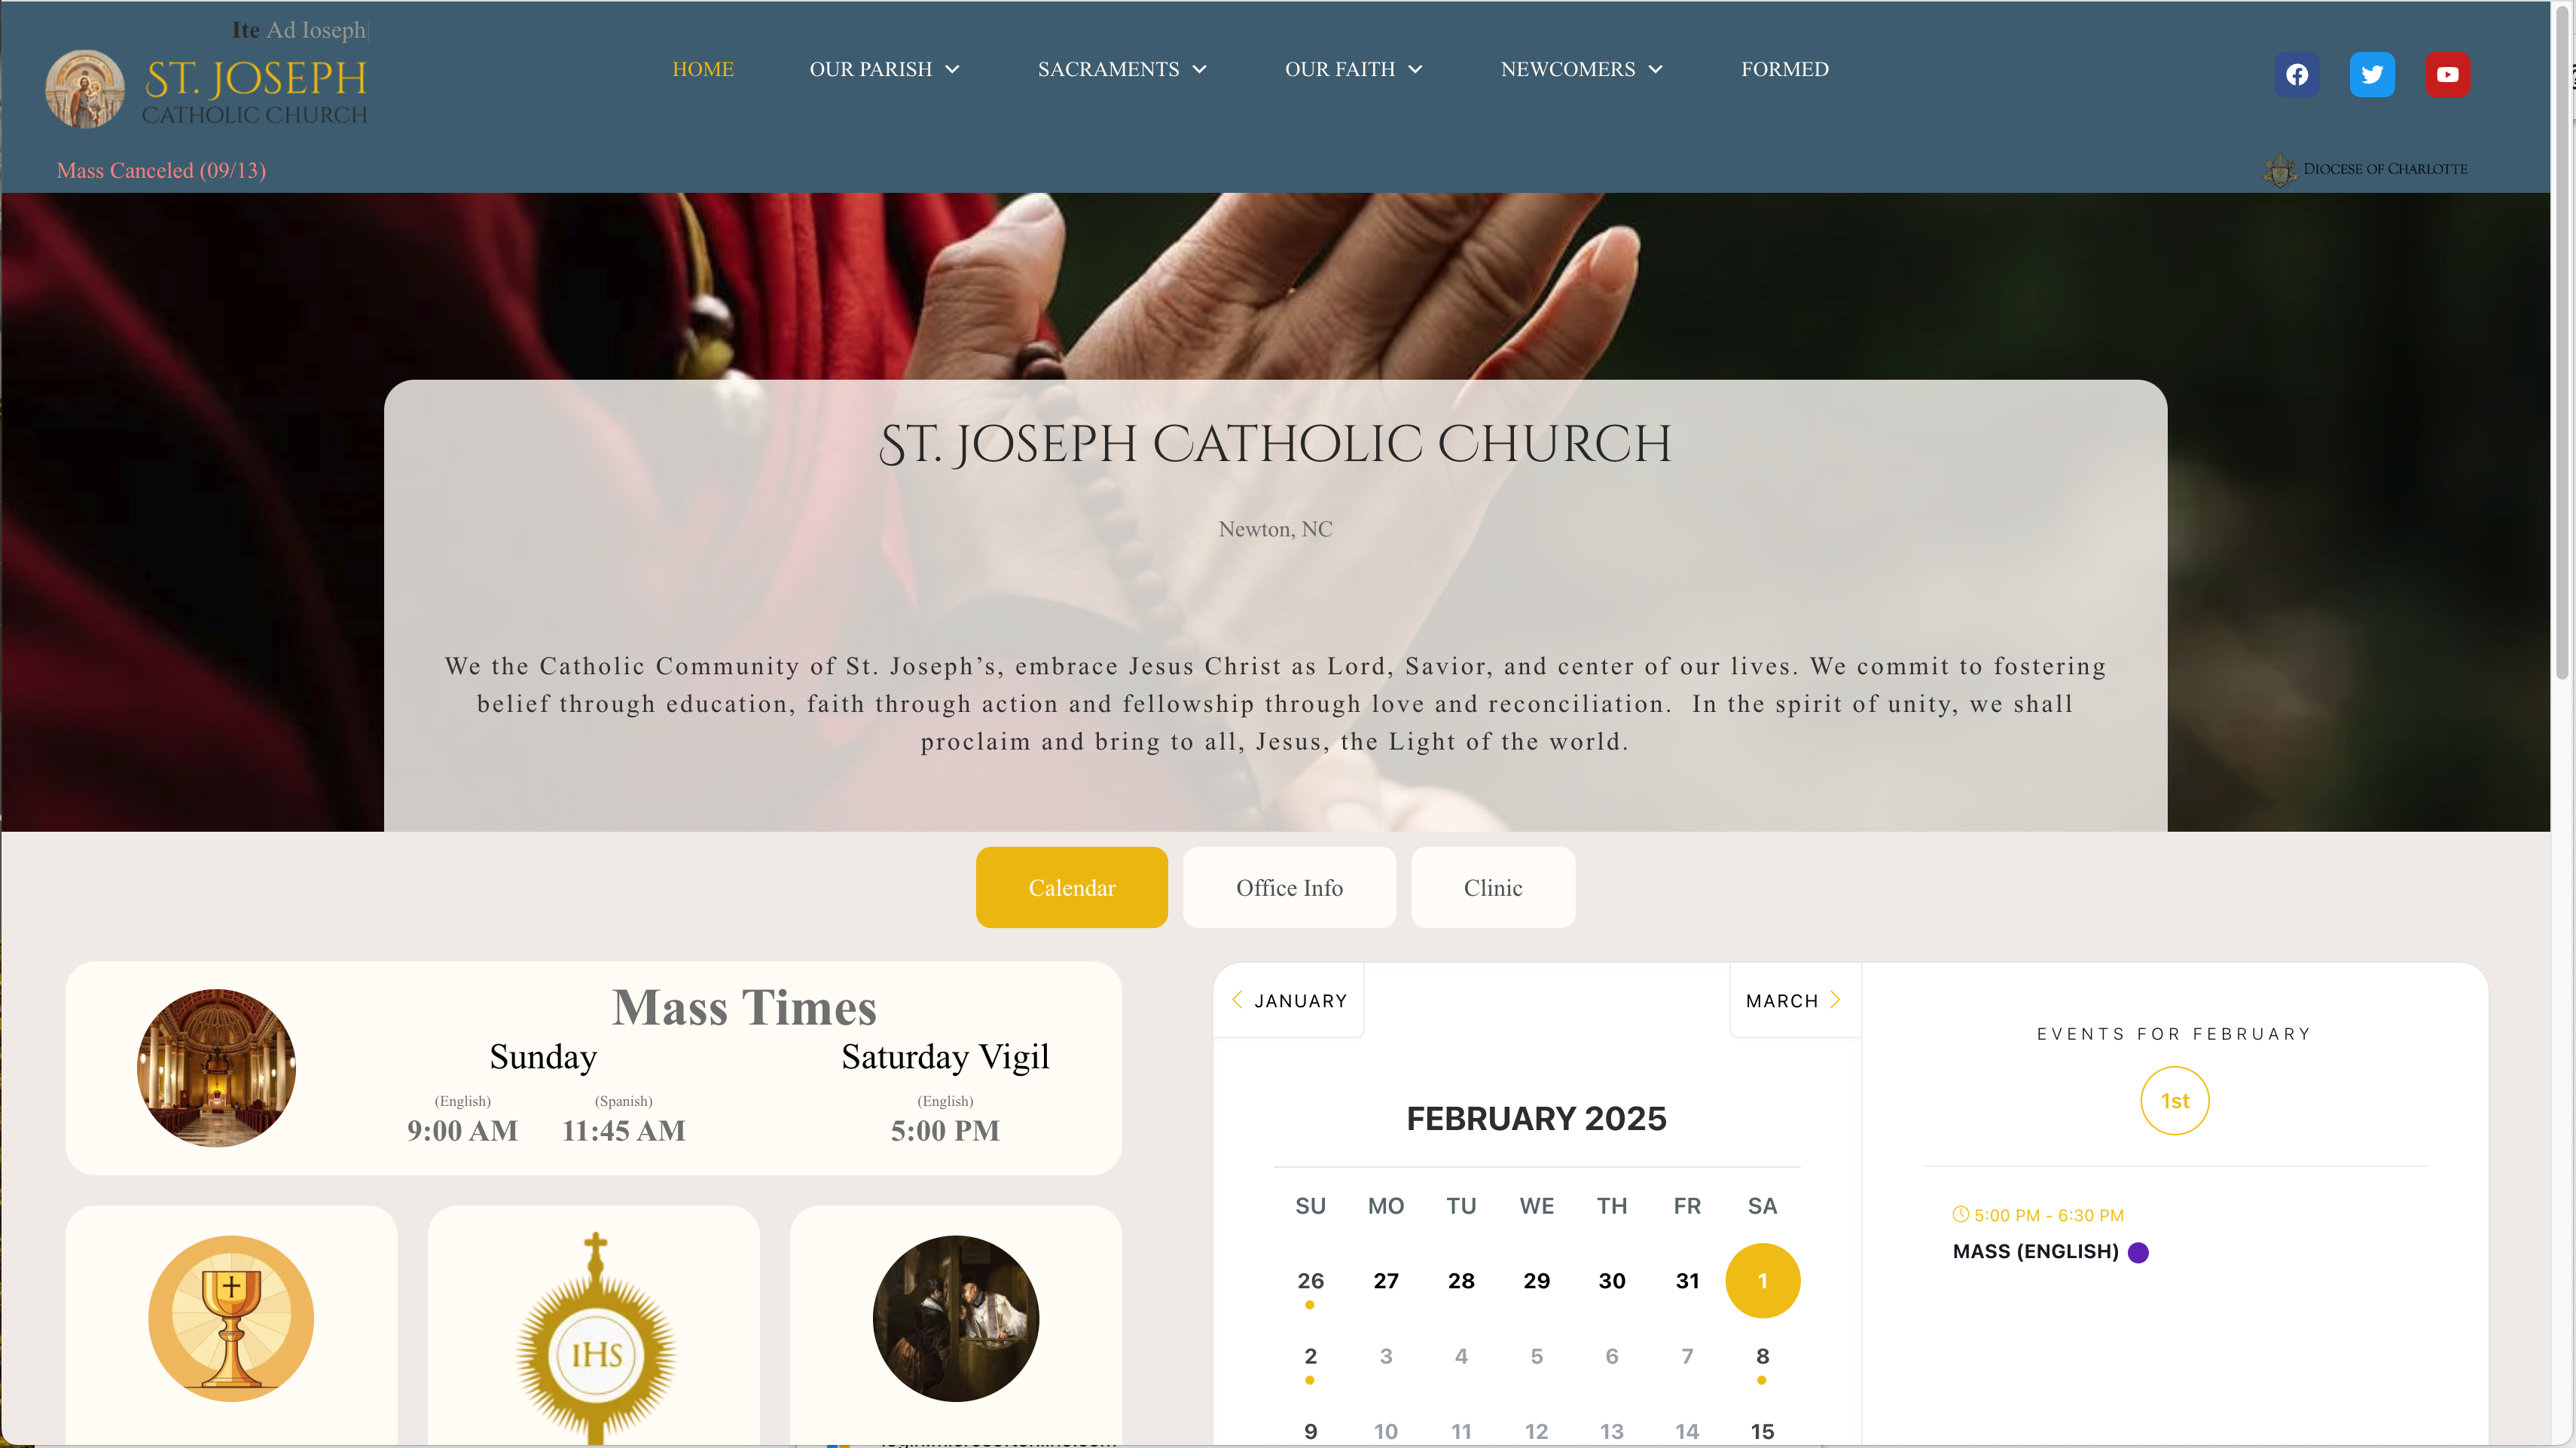 Ite Ad Ioseph
ST. JOSEPH
CATHOLIC CHURCH
HOME
OUR PARISH
SACRAMENTS
OUR FAITH
NEWCOMERS
FORMED
Mass Canceled (09/13)
DIOCESE OF CHARLOTTE
ST. JOSEPH CATHOLIC CHURCH
Newton, NC
We the Catholic Community of St. Joseph’s, embrace Jesus Christ as Lord, Savior, and center of our lives. We commit to fostering
belief through education, faith through action and fellowship through love and reconciliation.  In the spirit of unity, we shall
proclaim and bring to all, Jesus, the Light of the world.
Calendar
Office Info
Clinic
Mass Times
Sunday
(English)
9:00 AM
(Spanish)
11:45 AM
Saturday Vigil
(English)
5:00 PM
IHS
JANUARY
MARCH
FEBRUARY 2025
SU MO TU WE TH FR SA
26 27 28 29 30 31 1
2 3 4 5 6 7 8
9 10 11 12 13 14 15
EVENTS FOR FEBRUARY
1st
5:00 PM - 6:30 PM
MASS (ENGLISH)